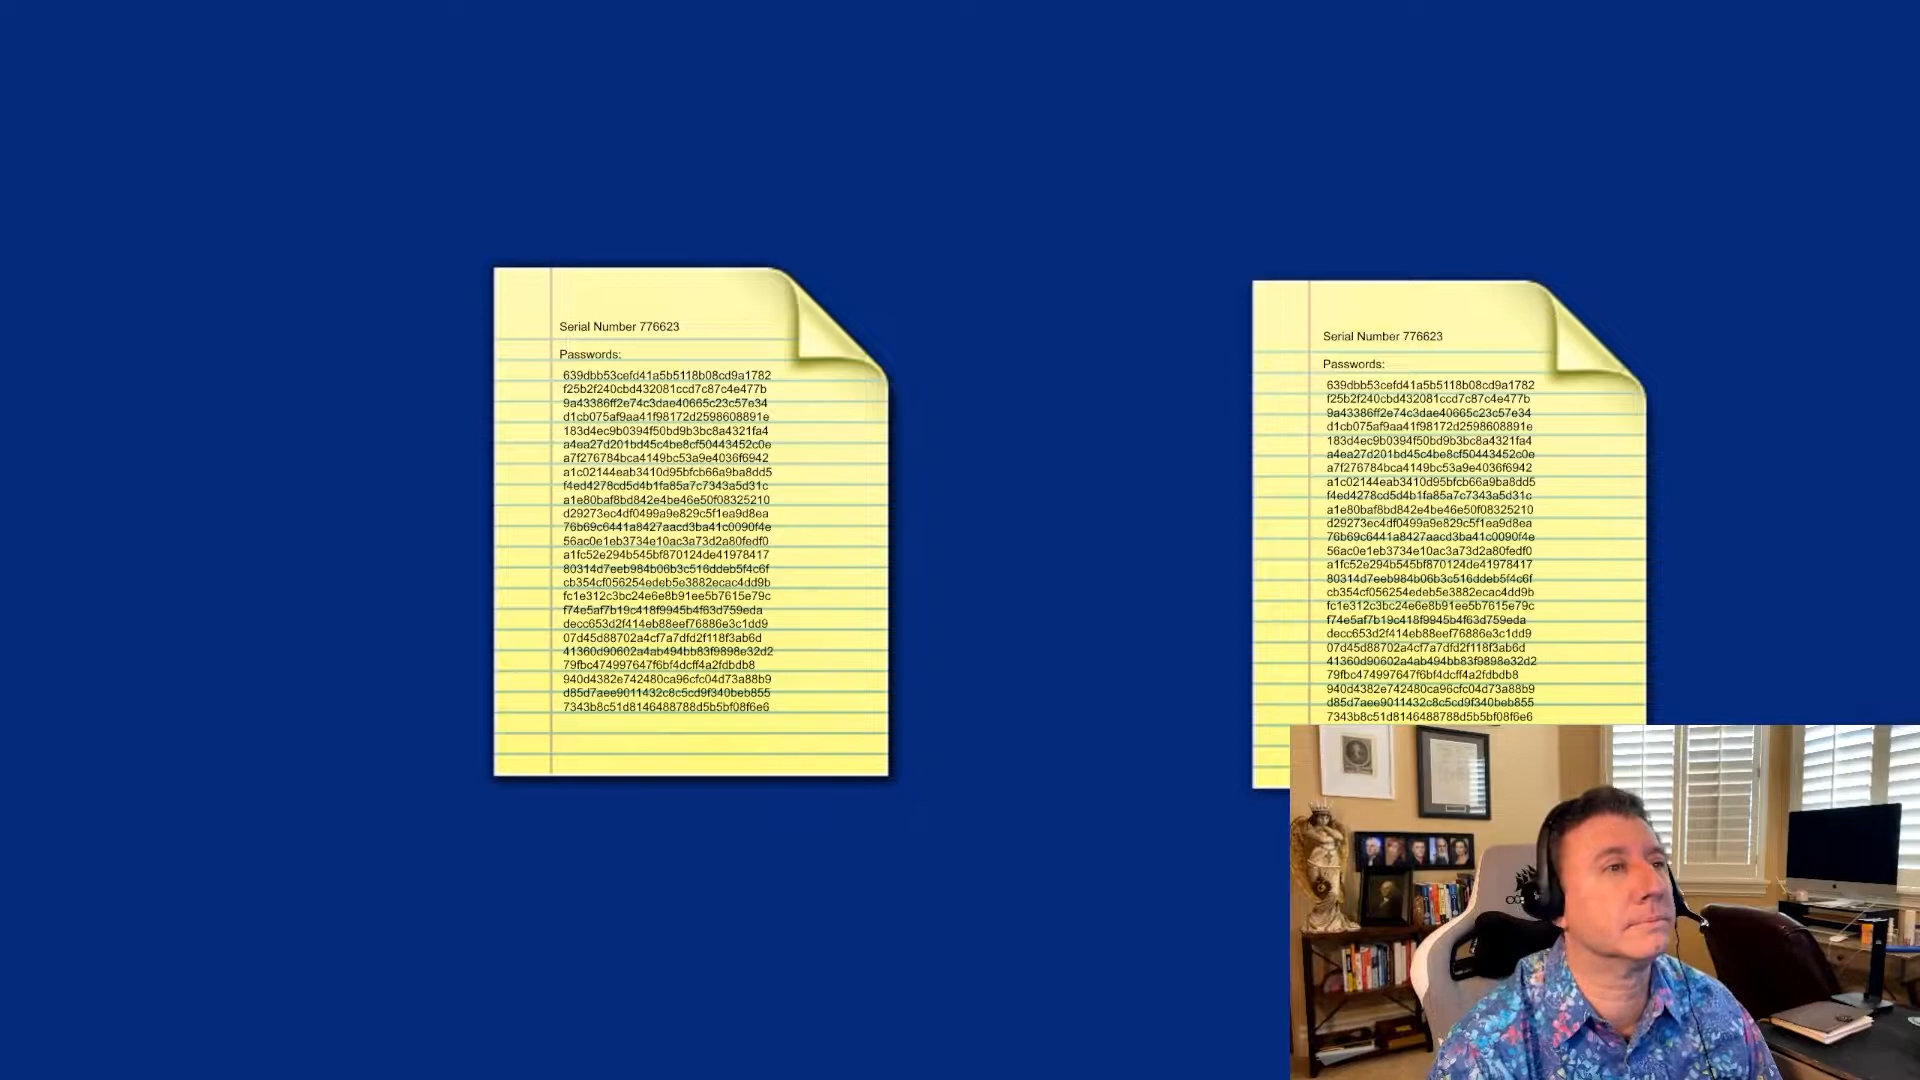 Serial Number 776623
Passwords:
639dbb53cefd41a5b5118b08cd9a1782
f25b2f240cbd432081ccd7c87c4e477b
9a43386ff2e74c3dae40665c23c57e34
d1cb075af9aa41f98172d2598608891e
183d4ec9b0394f50bd9b3bc8a4321fa4
a4ea27d201bd45c4be8cf50443452c0e
a7f276784bca4149bc53a9e4036f6942
a1c02144eab3410d95bfcb66a9ba8dd5
f4ed4278cd5d4b1fa85a7c7343a5d31c
a1e80baf8bd842e4be46e50f08325210
d29273ec4df0499a9e829c5f1ea9d8ea
76b69c6441a8427aacd3ba41c0090f4e
56ac0e1eb3734e10ac3a73d2a80fedf0
a1fc52e294b545bf870124de41978417
80314d7eeb984b06b3c516ddeb5f4c6f
cb354cf056254edeb5e3882ecac4dd9b
fc1e312c3bc24e6e8b91ee5b7615e79c
f74e5af7b19c418f9945b4f63d759eda
decc653d2f414eb88eef76886e3c1dd9
07d45d88702a4cf7a7dfd2f118f3ab6d
41360d90602a4ab494bb83f9898e32d2
79fbc474997647f6bf4dcff4a2fdbdb8
940d4382e742480ca96cfc04d73a88b9
d85d7aee9011432c8c5cd9f340beb855
7343b8c51d8146488788d5b5bf08f6e6
Serial Number 776623
Passwords:
639dbb53cefd41a5b5118b08cd9a1782
f25b2f240cbd432081ccd7c87c4e477b
9a43386ff2e74c3dae40665c23c57e34
d1cb075af9aa41f98172d2598608891e
183d4ec9b0394f50bd9b3bc8a4321fa4
a4ea27d201bd45c4be8cf50443452c0e
a7f276784bca4149bc53a9e4036f6942
a1c02144eab3410d95bfcb66a9ba8dd5
f4ed4278cd5d4b1fa85a7c7343a5d31c
a1e80baf8bd842e4be46e50f08325210
d29273ec4df0499a9e829c5f1ea9d8ea
76b69c6441a8427aacd3ba41c0090f4e
56ac0e1eb3734e10ac3a73d2a80fedf0
a1fc52e294b545bf870124de41978417
80314d7eeb984b06b3c516ddeb5f4c6f
cb354cf056254edeb5e3882ecac4dd9b
fc1e312c3bc24e6e8b91ee5b7615e79c
f74e5af7b19c418f9945b4f63d759eda
decc653d2f414eb88eef76886e3c1dd9
07d45d88702a4cf7a7dfd2f118f3ab6d
41360d90602a4ab494bb83f9898e32d2
79fbc474997647f6bf4dcff4a2fdbdb8
940d4382e742480ca96cfc04d73a88b9
d85d7aee9011432c8c5cd9f340beb855
7343b8c51d8146488788d5b5bf08f6e6